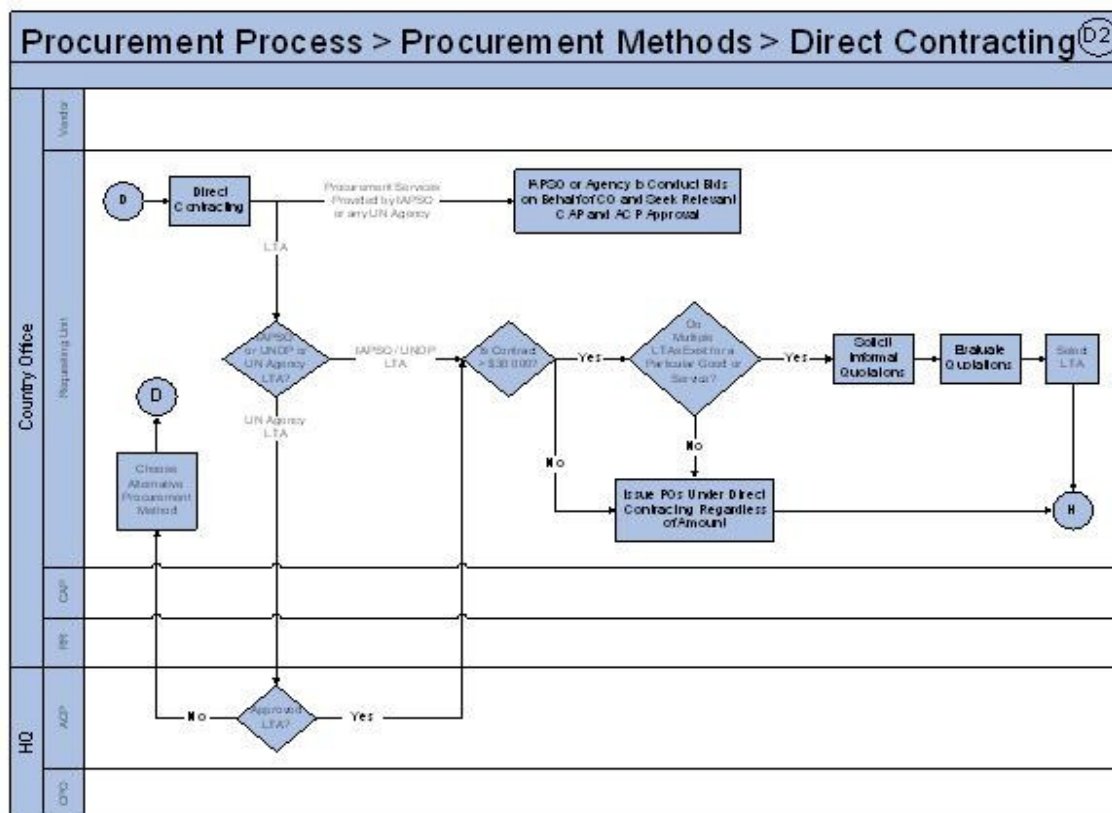 Procurement Process > Procurement Methods > Direct Contracting
D2
Country Office
HQ
Vendor
Requesting Unit
CAP
RR
ACP
CPO
D
Direct
Contracting
Procurement Services
Provided by IAPSO
or any UN Agency
IAPSO or Agency to Conduct Bids
on Behalf of CO and Seek Relevant
CAP and ACP Approval
LTA
IAPSO
or UNDP or
UN Agency
LTA?
IAPSO / UNDP
LTA
Is Contract
> $30 000?
Yes
Do
Multiple
LTAs Exist for a
Particular Good or
Service?
Yes
Solicit
Informal
Quotations
Evaluate
Quotations
Select
LTA
D
UN Agency
LTA
Choose
Alternative
Procurement
Method
No
No
Issue POs Under Direct
Contracting Regardless
of Amount
H
No
Approved
LTA?
Yes